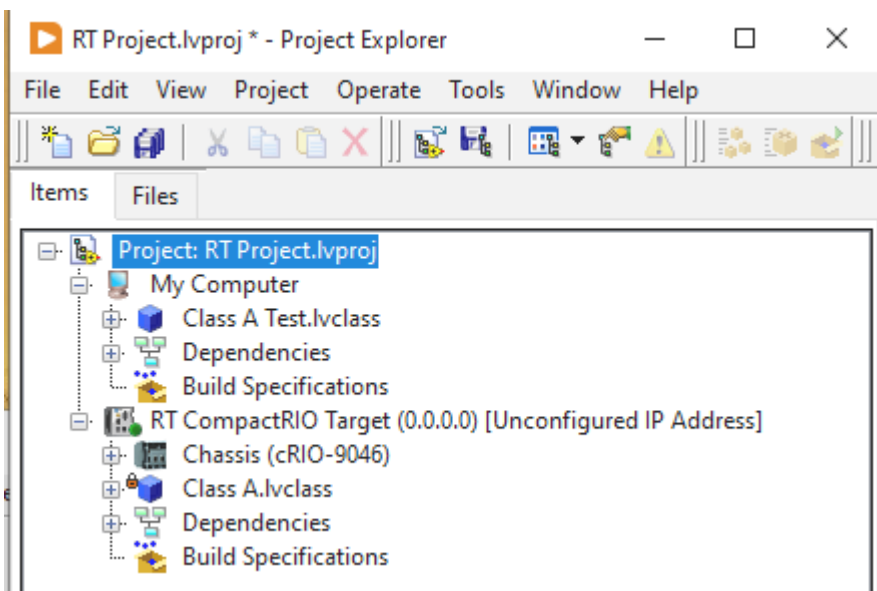 RT Project.lvproj * - Project Explorer
File Edit View Project Operate Tools Window Help
Items Files
Project: RT Project.lvproj
My Computer
Class A Test.lvclass
Dependencies
Build Specifications
RT CompactRIO Target (0.0.0.0) [Unconfigured IP Address]
Chassis (cRIO-9046)
Class A.lvclass
Dependencies
Build Specifications